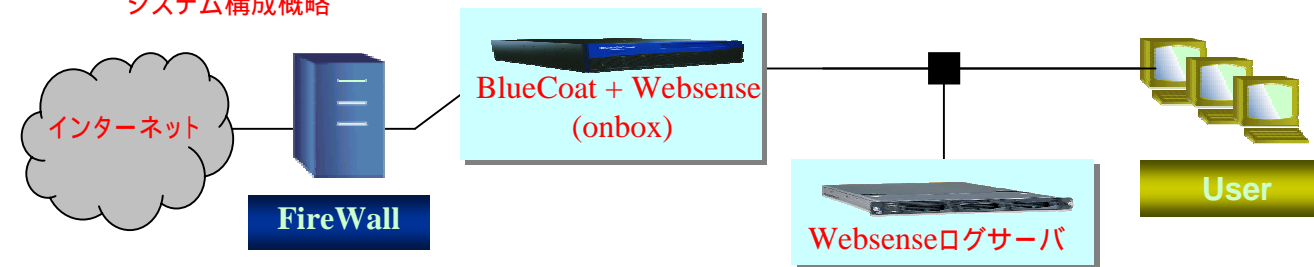 システム構成概略
BlueCoat + Websense
(onbox)
インターネット
FireWall
User
Websenseログサーバ